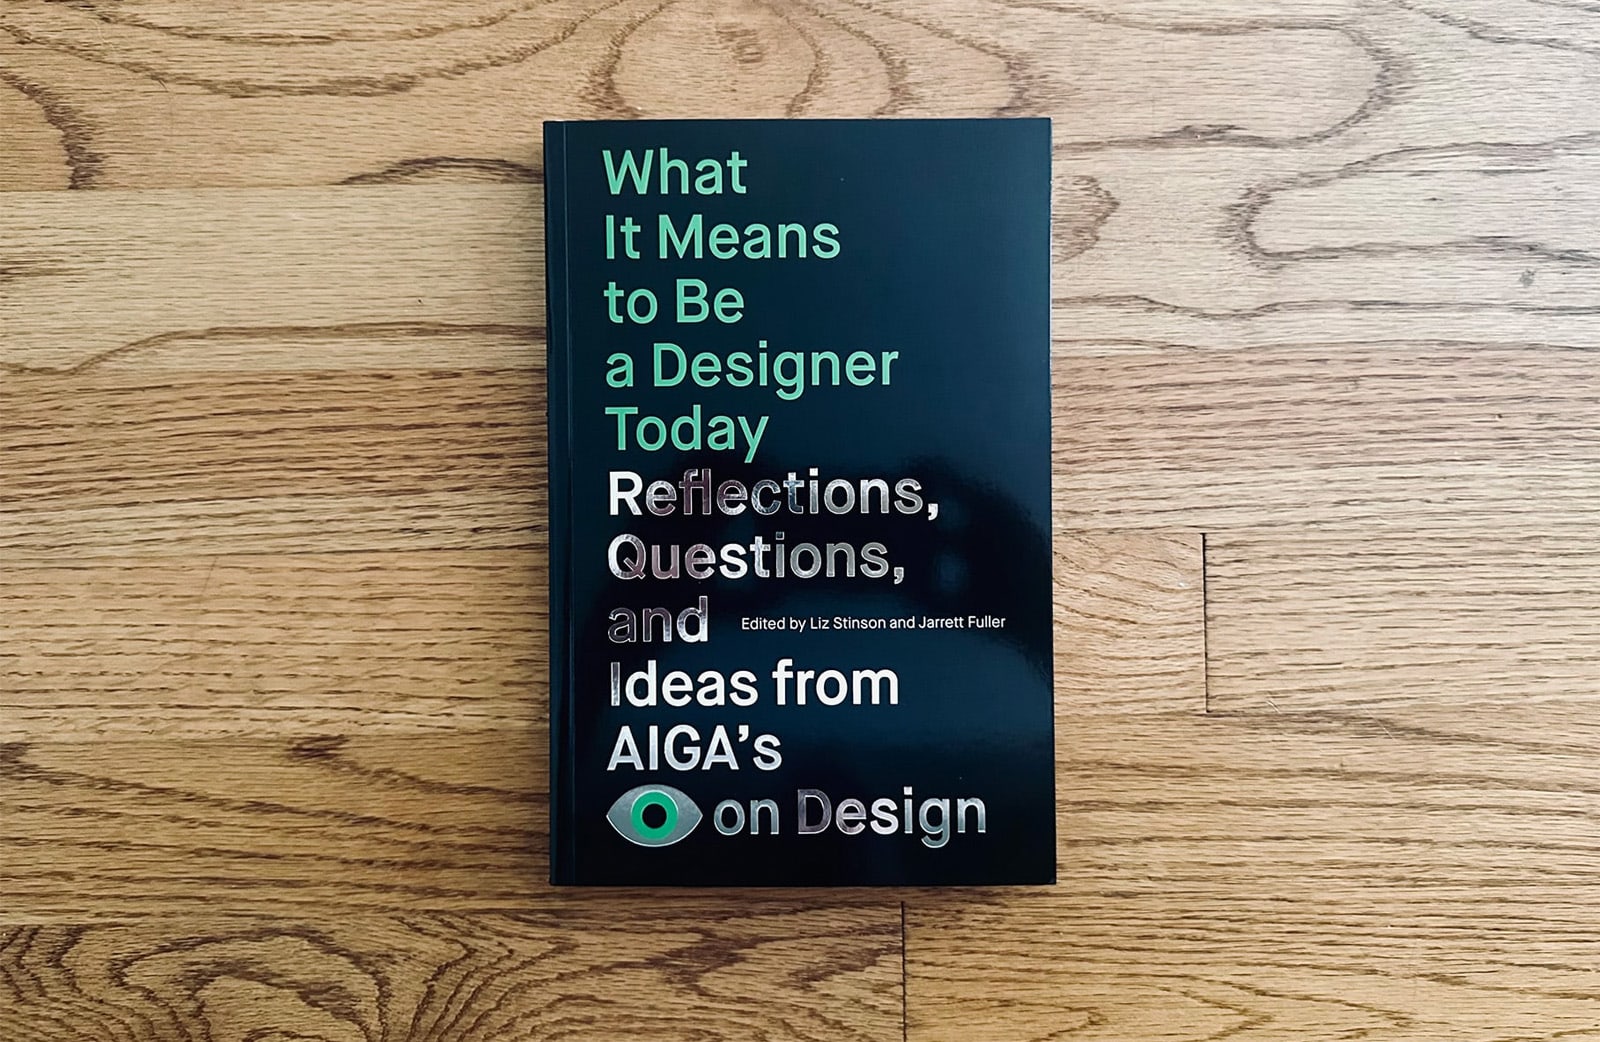 What
It Means
to Be
a Designer
Today
Reflections,
Questions,
and
Edited by Liz Stinson and Jarrett Fuller
Ideas from
AIGA’s
on Design